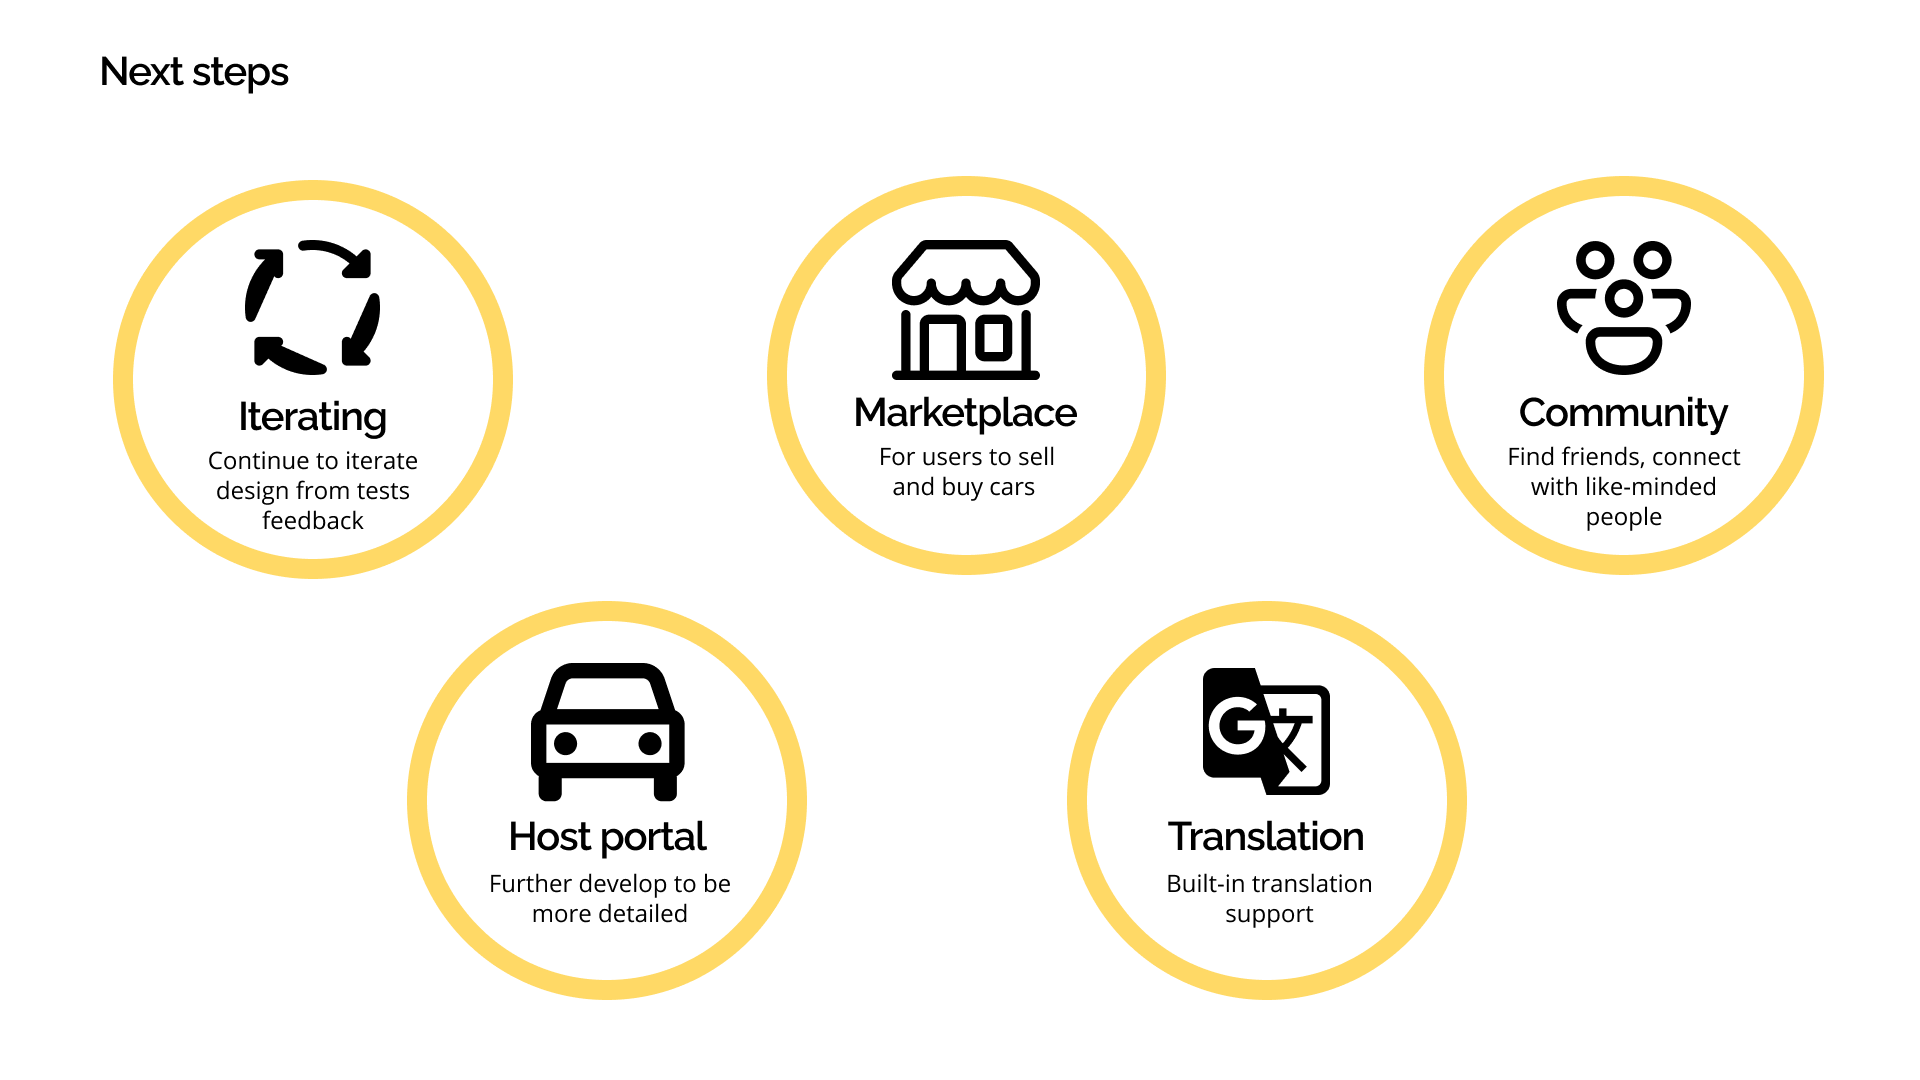 Next steps
Iterating
Continue to iterate
design from tests
feedback
Marketplace
For users to sell
and buy cars
Community
Find friends, connect
with like-minded
people
Host portal
Further develop to be
more detailed
G文
Translation
Built-in translation
support